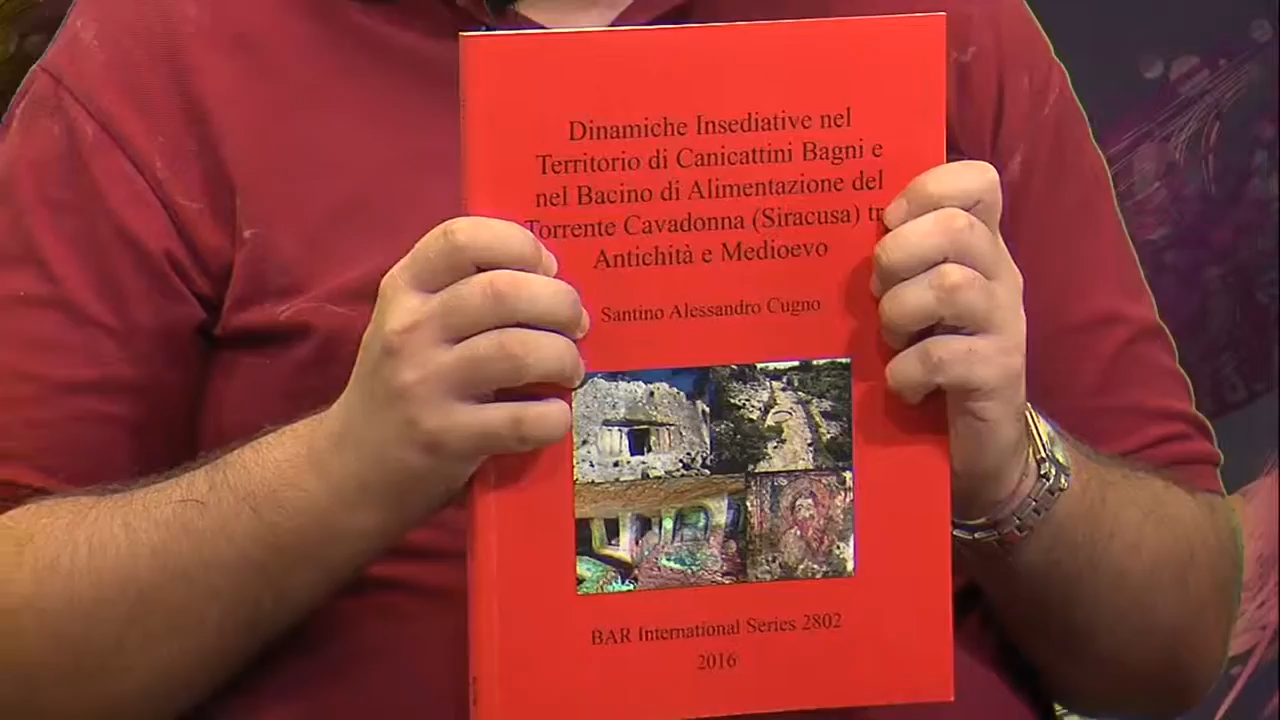 Dinamiche Insediative nel
Territorio di Canicattini Bagni e
nel Bacino di Alimentazione del
Torrente Cavadonna (Siracusa) tr
Antichità e Medioevo
Santino Alessandro Cugno
BAR International Series 2802
2016